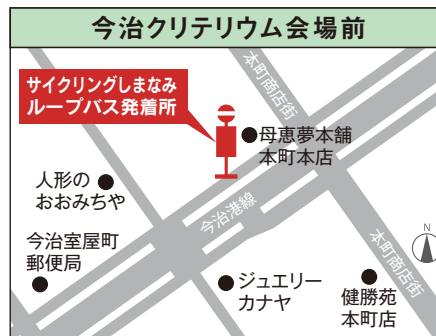 今治クリテリウム会場前
本町商店街
サイクリングしまなみ
ループバス発着所
母恵夢本舗
本町本店
人形の
おおみちや
今治港線
今治室屋町
郵便局
ジュエリー
カナヤ
本町商店街
健勝苑
本町店
N